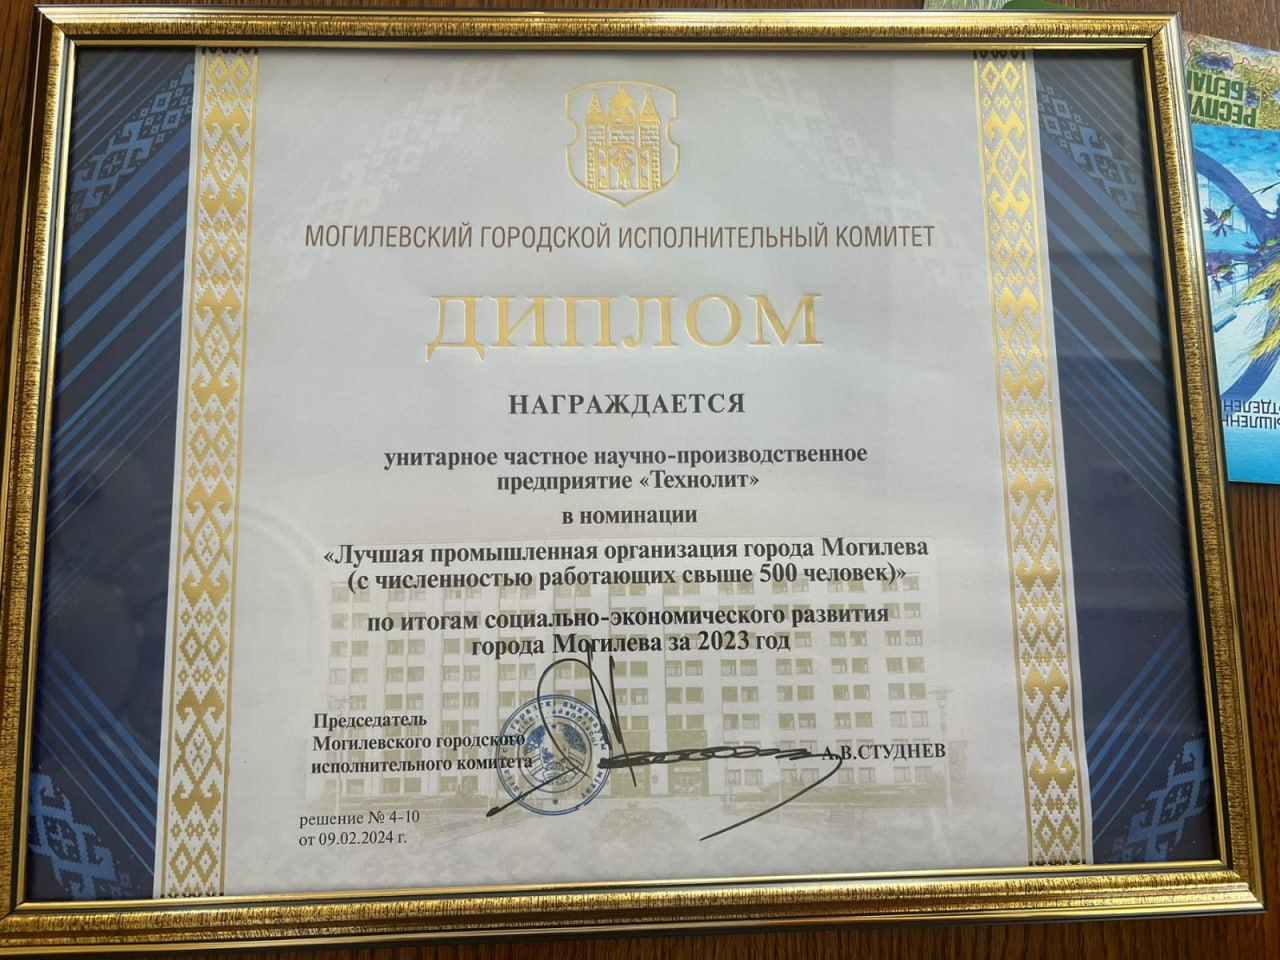 МОГИЛЕВСКИЙ ГОРОДСКОЙ ИСПОЛНИТЕЛЬНЫЙ КОМИТЕТ
ДИПЛОМ
НАГРАЖДАЕТСЯ
унитарное частное научно-производственное
предприятие «Технолит»
в номинации
«Лучшая промышленная организация города Могилева
(с численностью работающих свыше 500 человек)»
по итогам социально-экономического развития
города Могилева за 2023 год
Председатель
Могилевского городского
исполнительного комитета
А.В.СТУДНЕВ
решение № 4-10
от 09.02.2024 г.